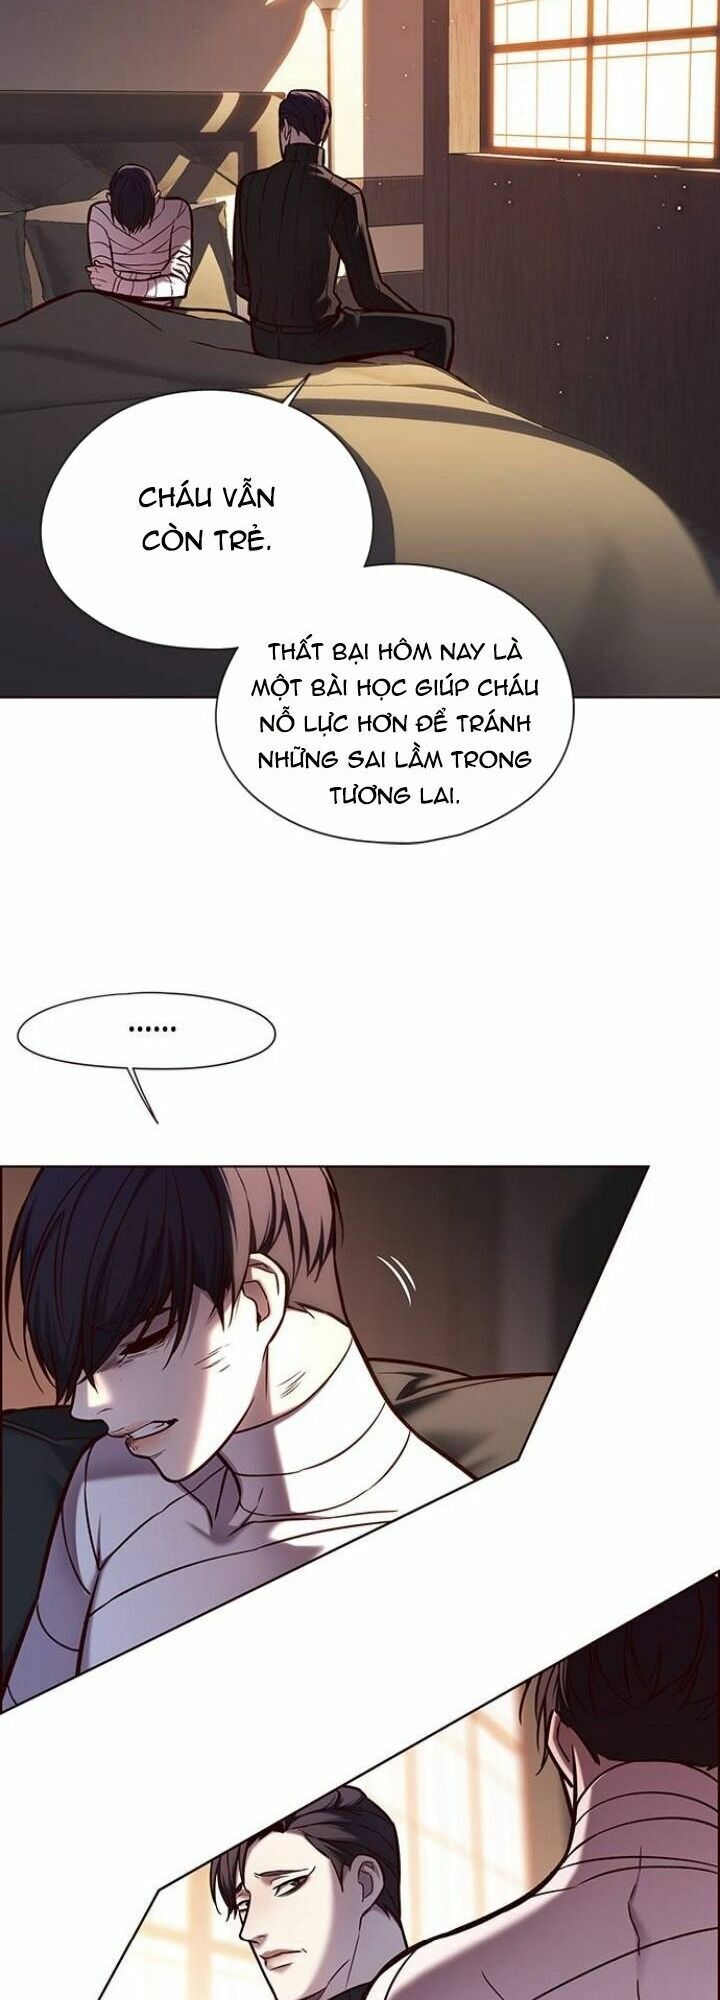 CHÁU VẪN
CÒN TRẺ.
THẤT BẠI HÔM NAY LÀ
MỘT BÀI HỌC GIÚP CHÁU
NỖ LỰC HƠN ĐỂ TRÁNH
NHỮNG SAI LẦM TRONG
TƯƠNG LAI.
......